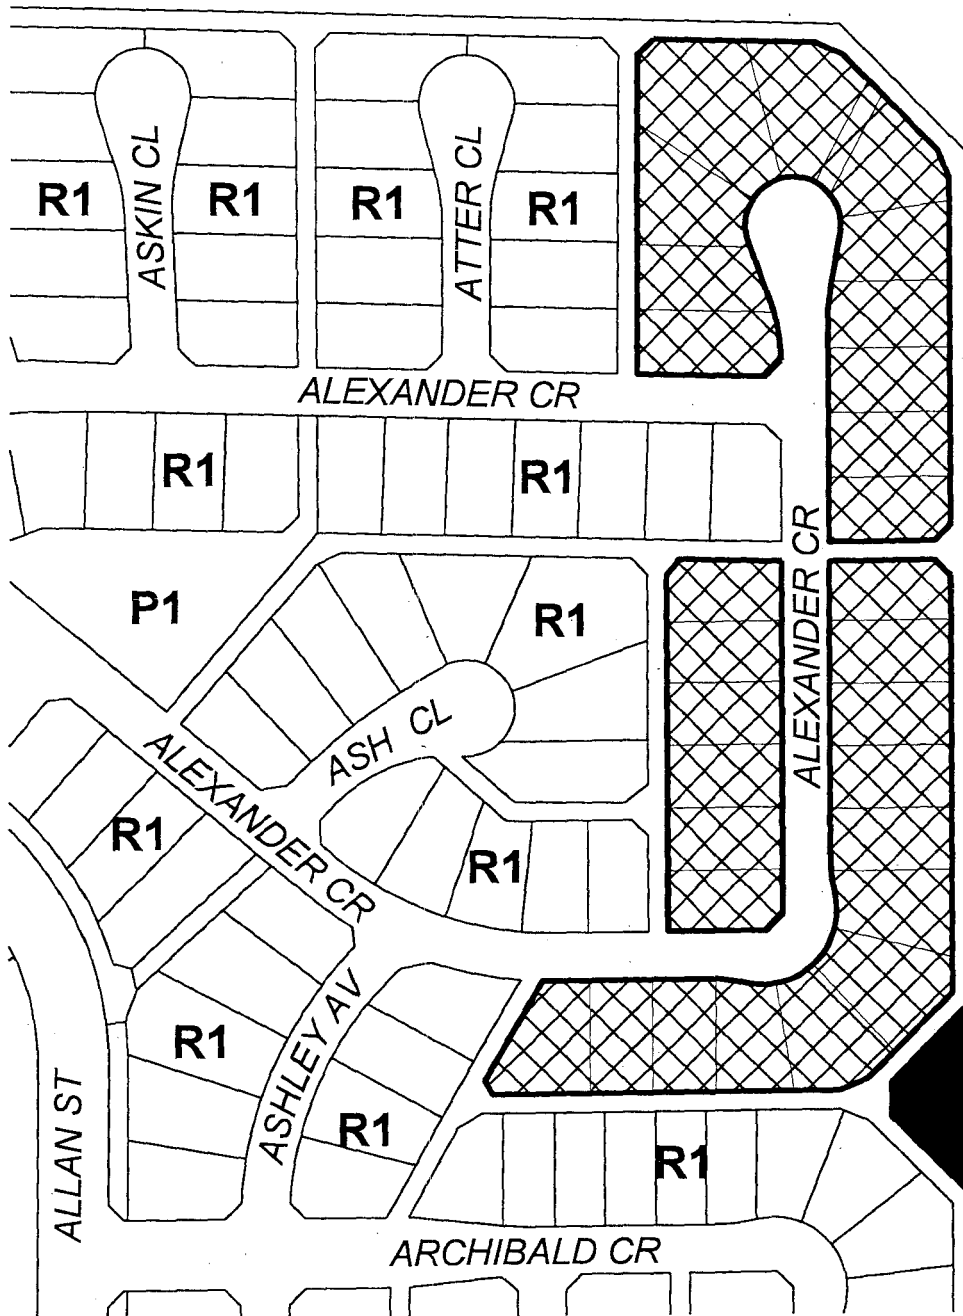 ASKIN CL
ATTER CL
R1
R1
R1
R1
ALEXANDER CR
R1
R1
ALEXANDER CR
P1
R1
ASH CL
ALEXANDER CR
R1
R1
ASHLEY AV
R1
R1
ALLAN ST
R1
ARCHIBALD CR